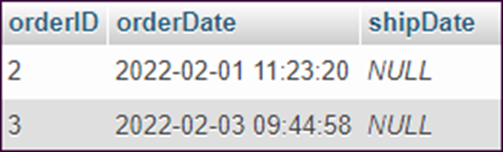 orderID orderDate shipDate
2 2022-02-01 11:23:20 NULL
3 2022-02-03 09:44:58 NULL